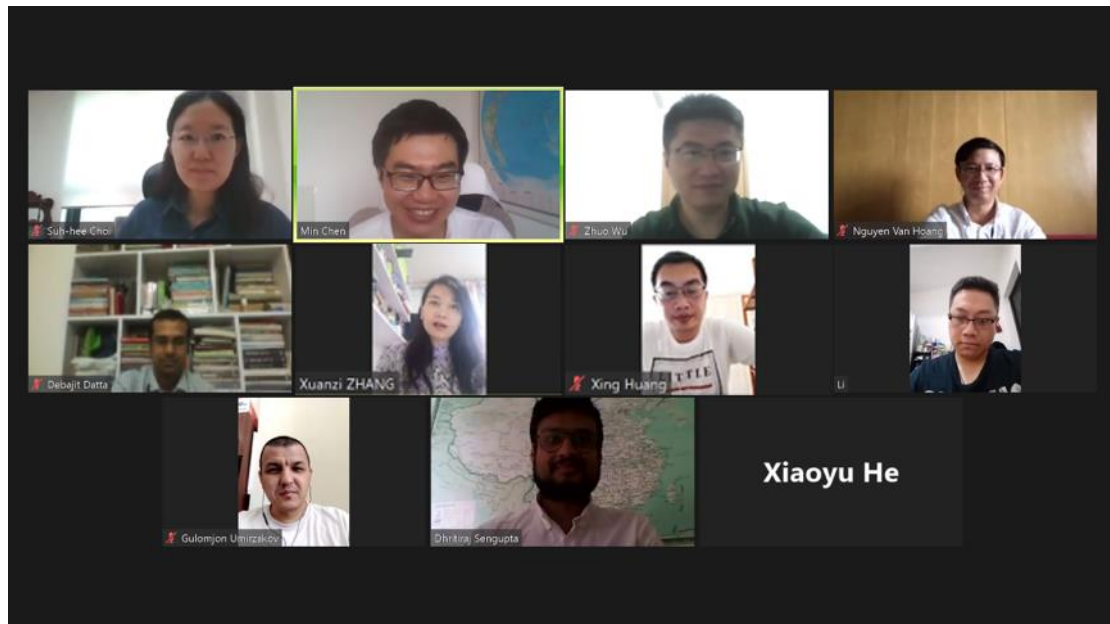 Suh-hee Choi
Min Chen
Zhuo Wu
Nguyen Van Hoang
Debajit Datta
Xuanzi ZHANG
Xing Huang
LITTLE
Li
Gulomjon Umirzakov
Dhritiraj Sengupta
Xiaoyu He